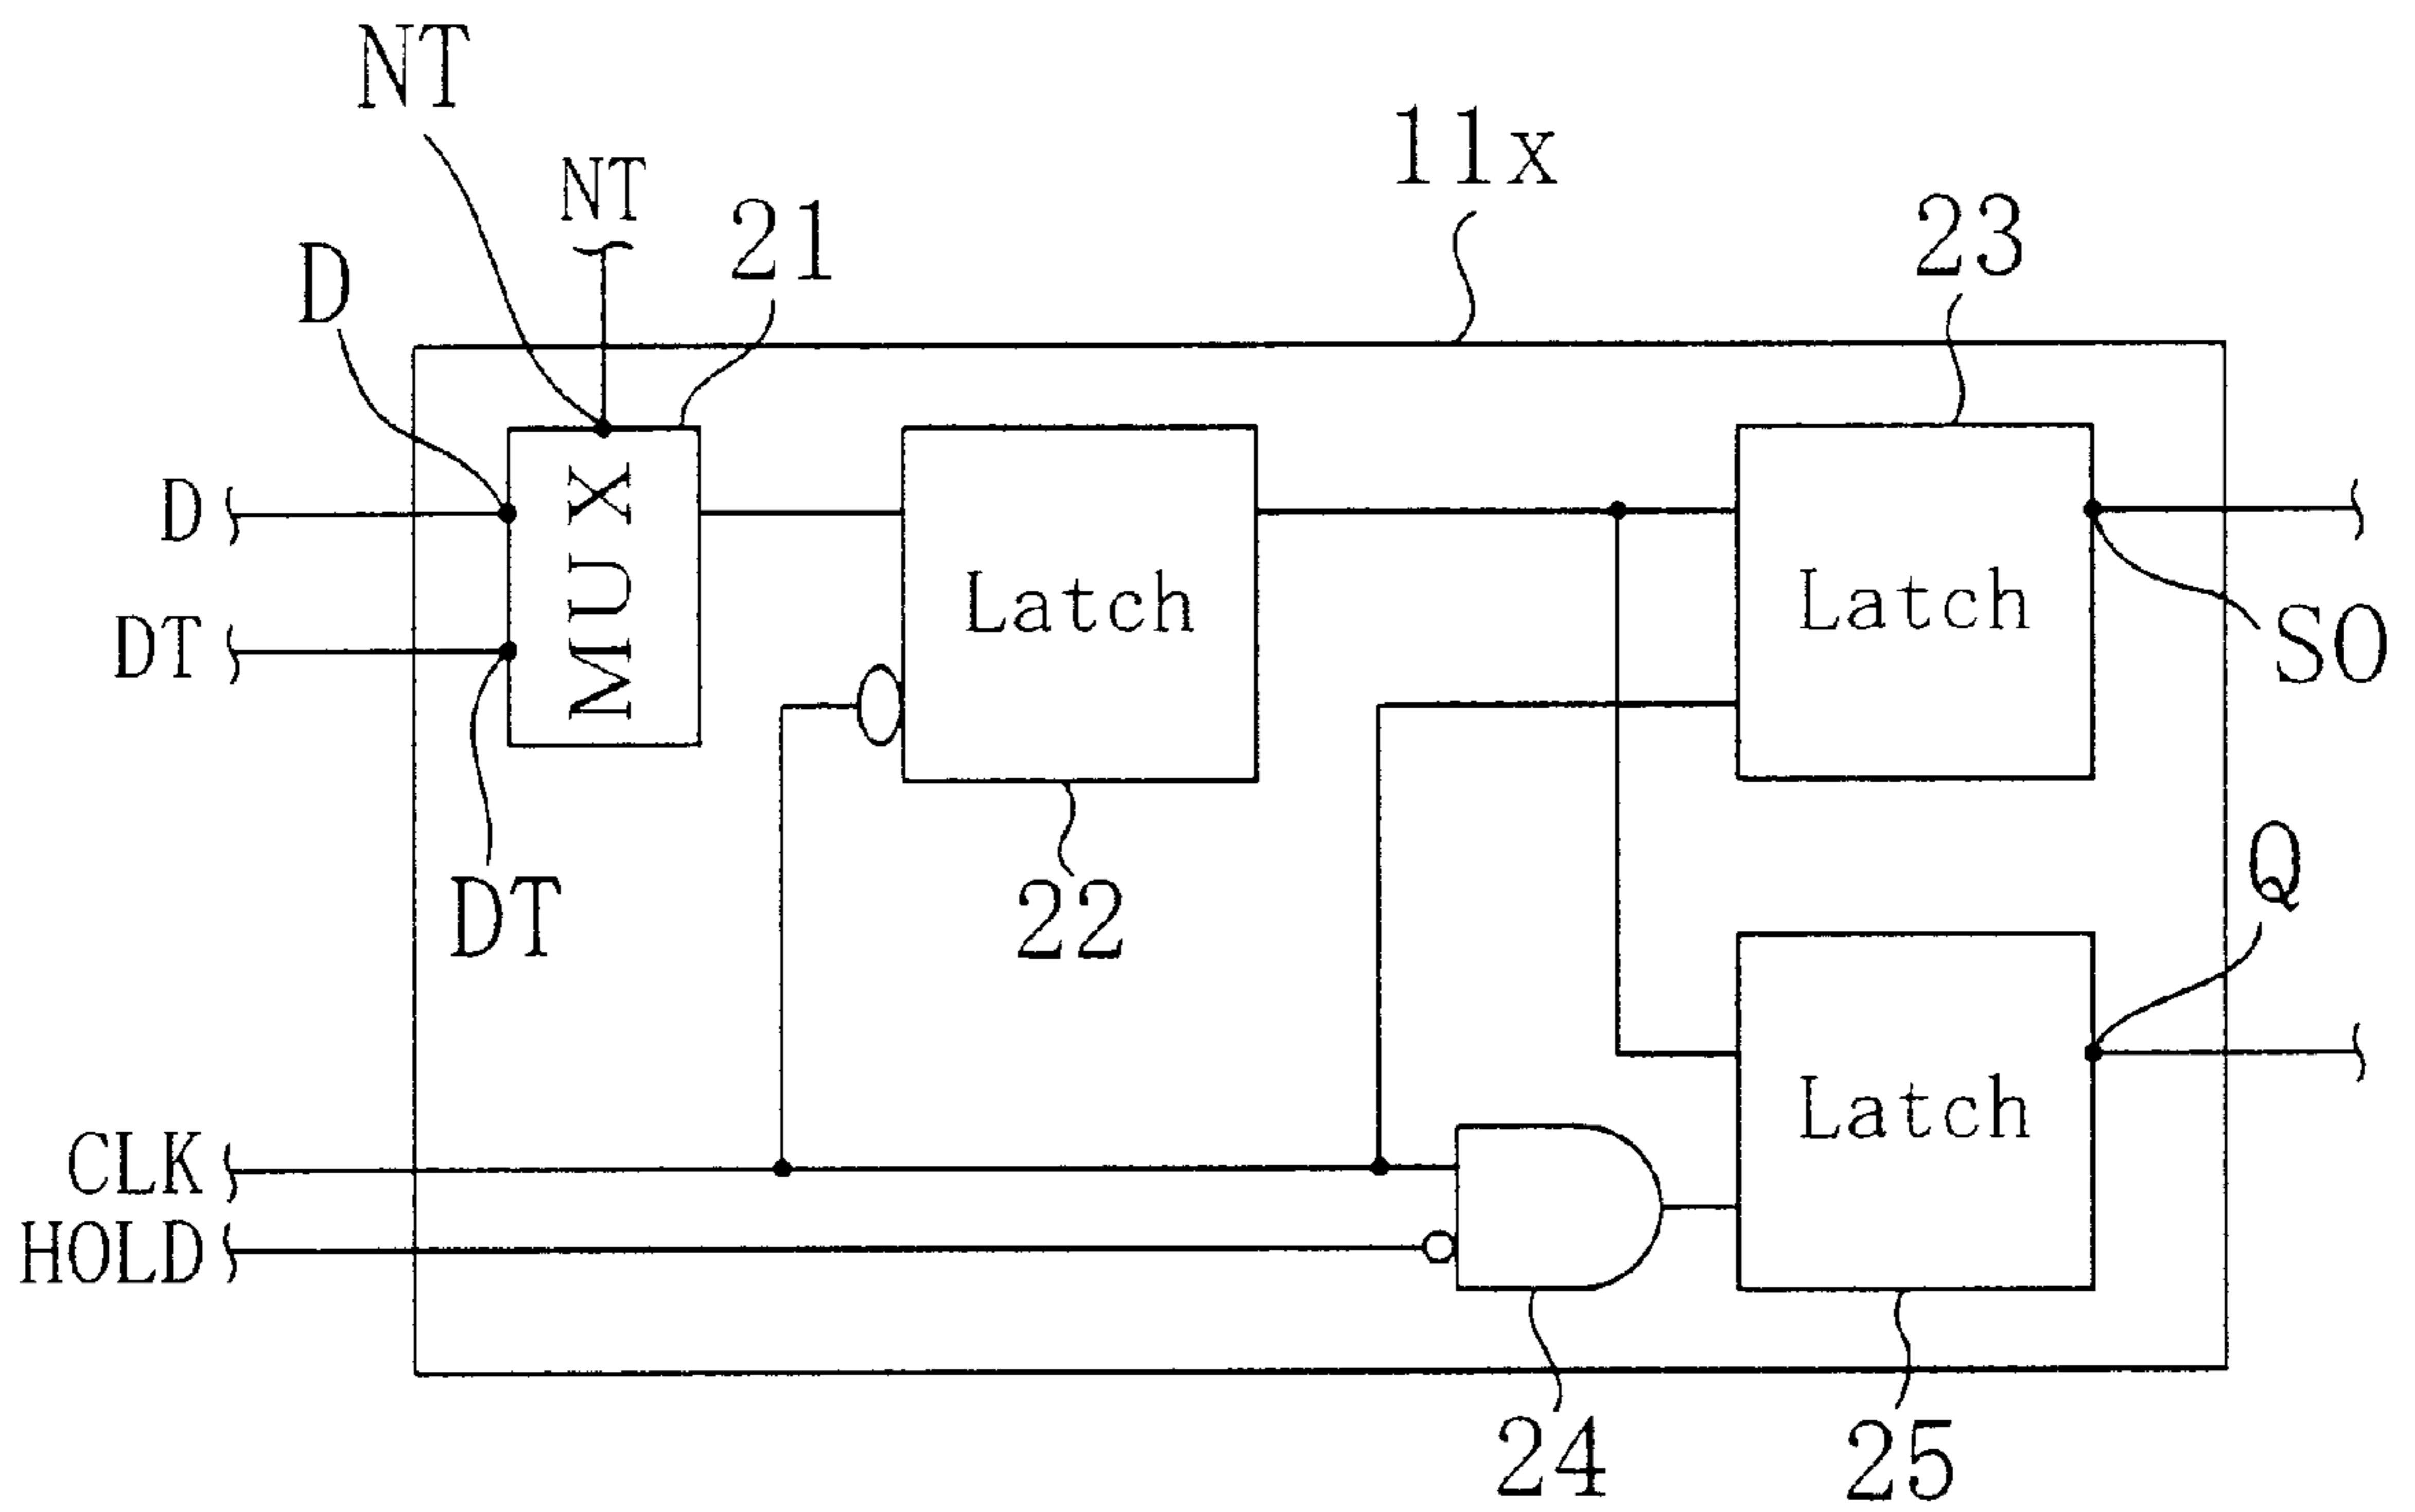 NT
11x
NT
21
23
D
D
MUX
Latch
Latch
DT
SO
Q
DT
22
Latch
CLK
HOLD
24
25